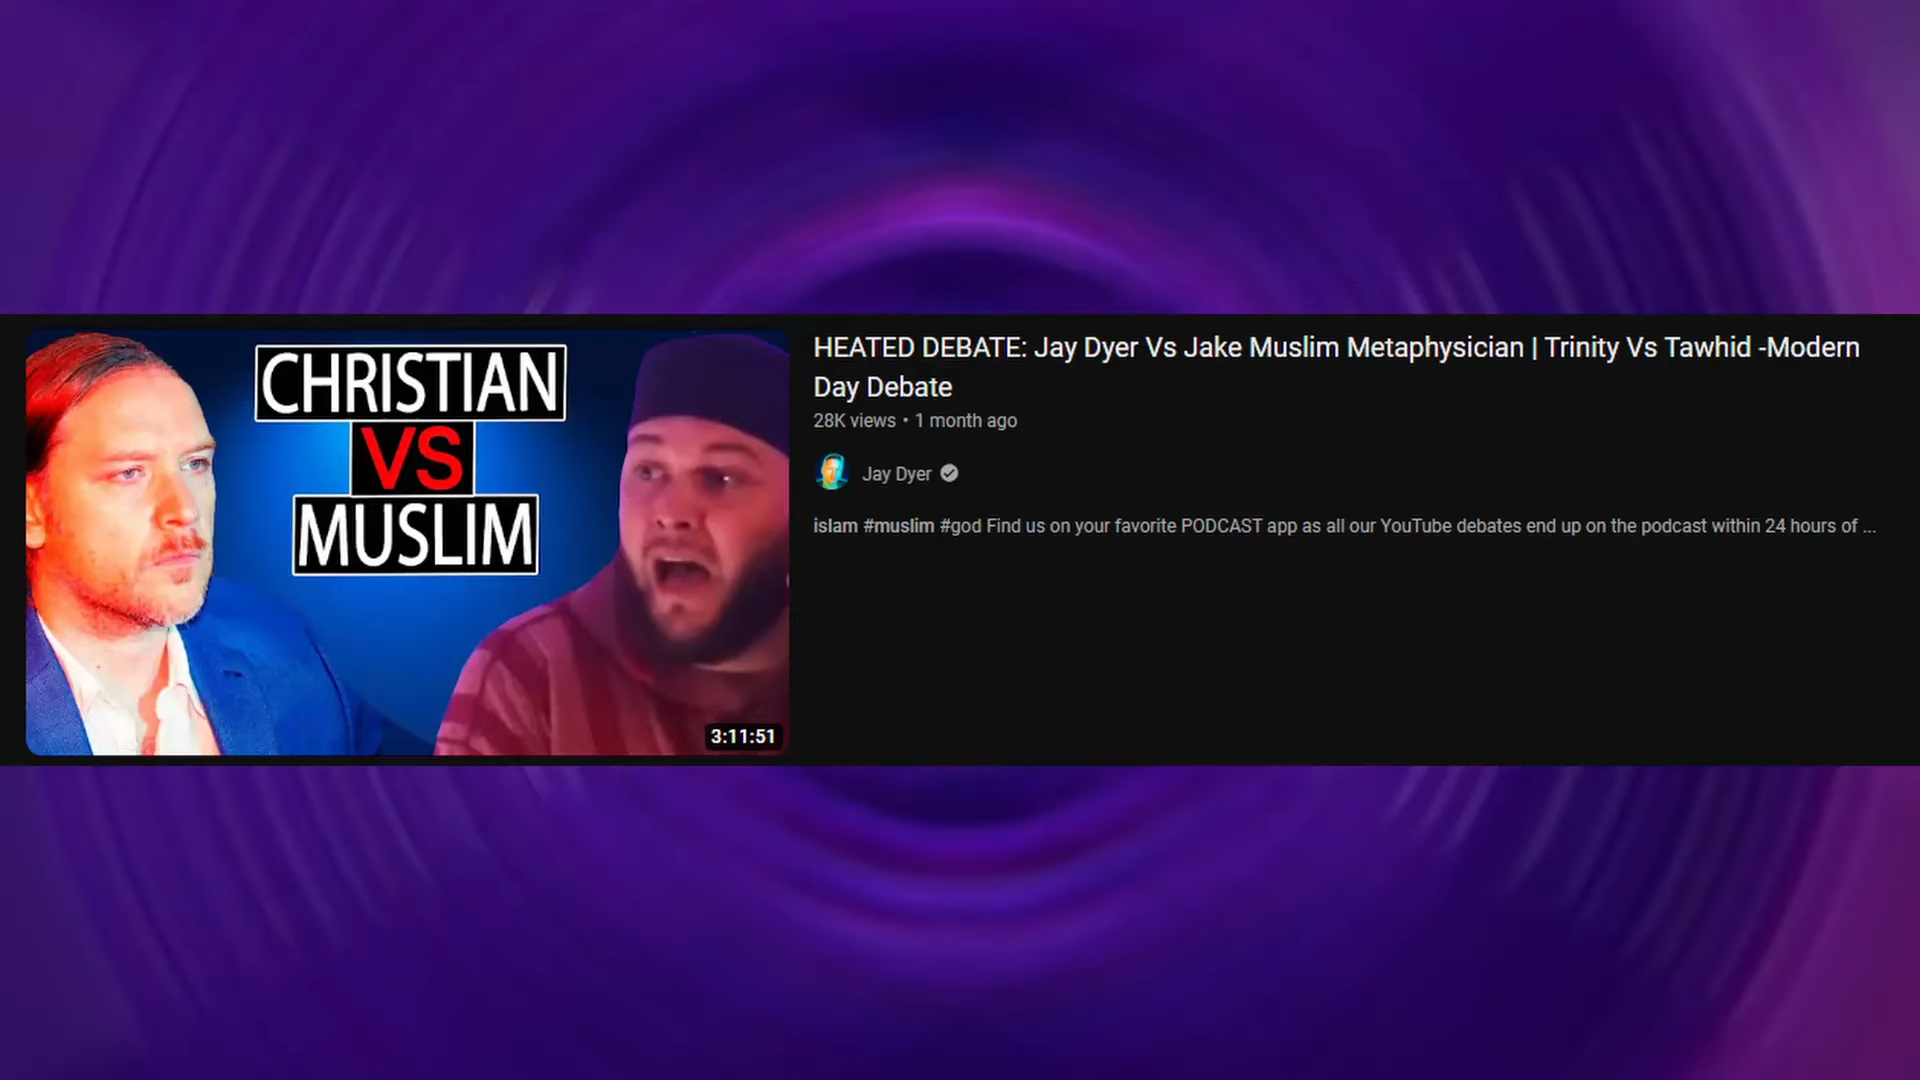 CHRISTIAN
VS
MUSLIM
3:11:51
HEATED DEBATE: Jay Dyer Vs Jake Muslim Metaphysician | Trinity Vs Tawhid -Modern
Day Debate
28K views • 1 month ago
Jay Dyer
islam #muslim #god Find us on your favorite PODCAST app as all our YouTube debates end up on the podcast within 24 hours of ...